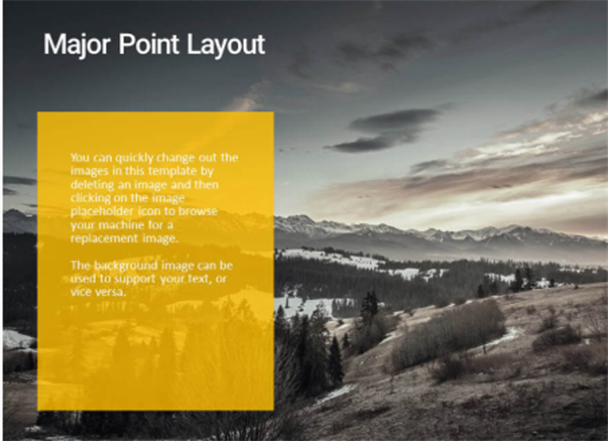 Major Point Layout
You can quickly change out the
images in this template by
deleting an image and then
clicking on the image
placeholder icon to browse
your machine for a
replacement image.
The background image can be
used to support your text, or
vice versa.